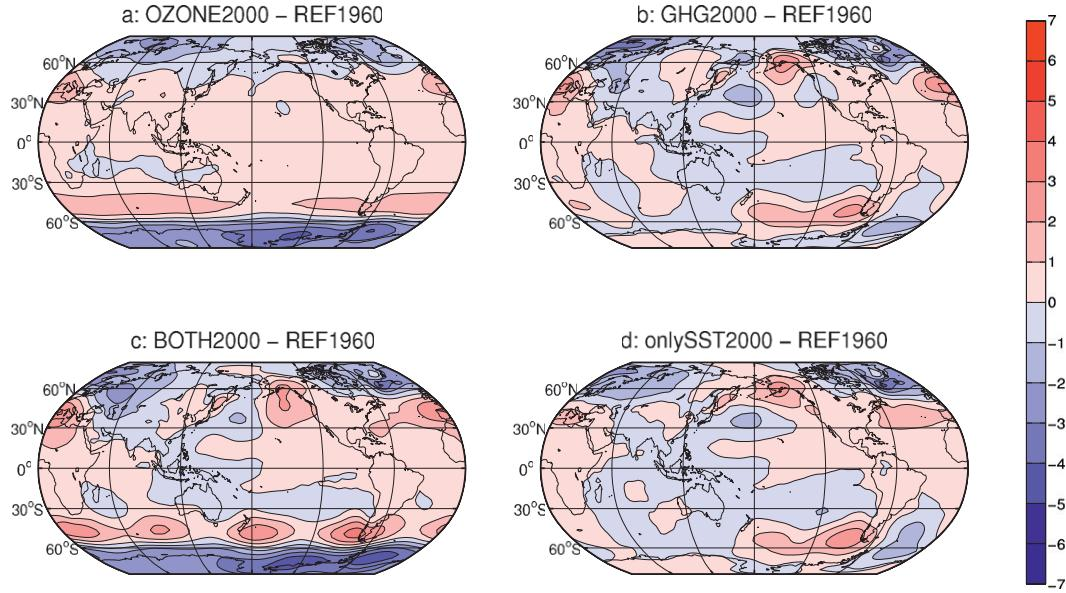 a: OZONE2000 – REF1960
b: GHG2000 – REF1960
60°N
30°N
0°
30°S
60°S
60°N
30°N
0°
30°S
60°S
c: BOTH2000 – REF1960
d: onlySST2000 – REF1960
60°N
30°N
0°
30°S
60°S
60°N
30°N
0°
30°S
60°S
7
6
5
4
3
2
1
0
–1
–2
–3
–4
–5
–6
–7